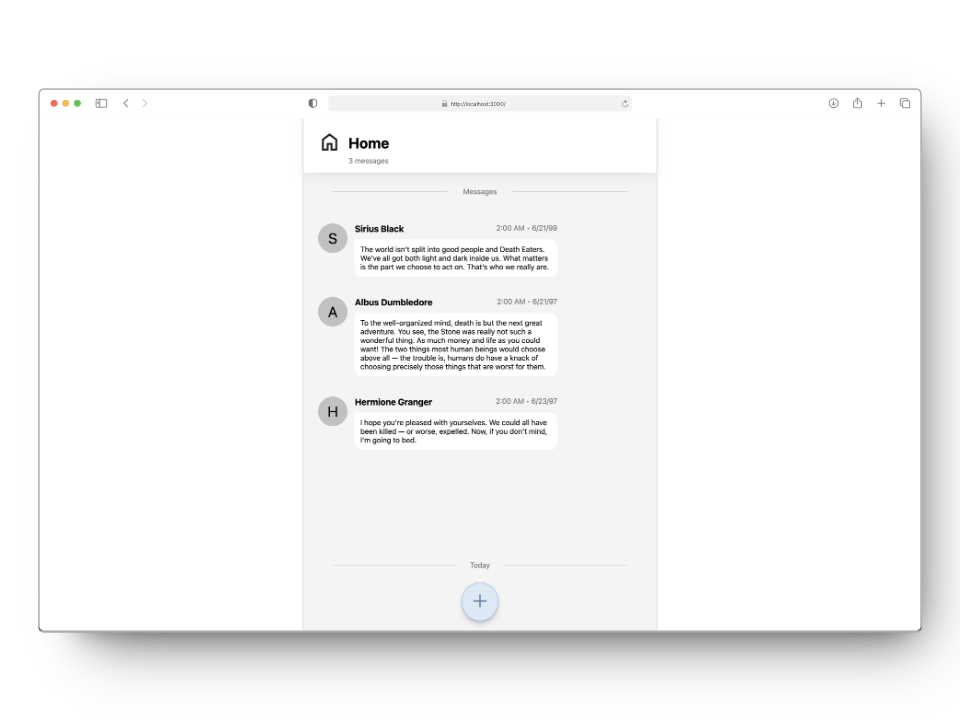 http://localhost:3000/
Home
3 messages
Messages
S
Sirius Black
2:00 AM • 6/21/99
The world isn't split into good people and Death Eaters.
We've all got both light and dark inside us. What matters
is the part we choose to act on. That's who we really are.
A
Albus Dumbledore
2:00 AM • 6/21/97
To the well-organized mind, death is but the next great
adventure. You see, the Stone was really not such a
wonderful thing. As much money and life as you could
want! The two things most human beings would choose
above all — the trouble is, humans do have a knack of
choosing precisely those things that are worst for them.
H
Hermione Granger
2:00 AM • 6/23/97
I hope you're pleased with yourselves. We could all have
been killed — or worse, expelled. Now, if you don't mind,
I'm going to bed.
Today